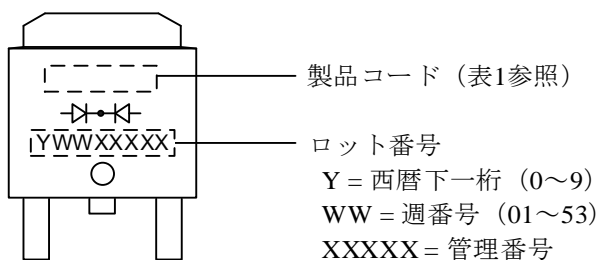 製品コード（表1参照）
YWWXXXXX
ロット番号
Y = 西暦下一桁（0～9）
WW = 週番号（01～53）
XXXXX = 管理番号